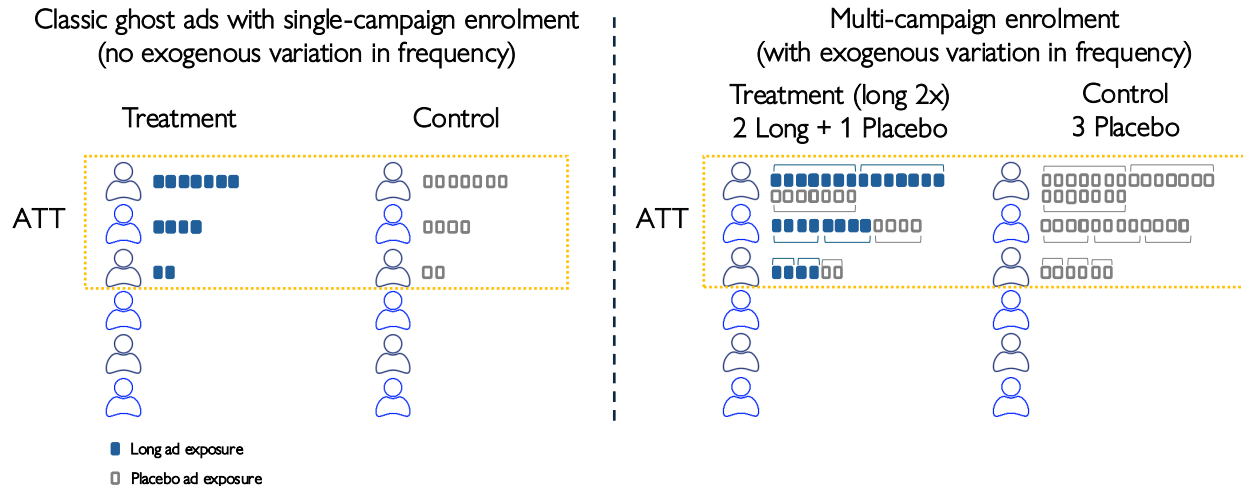 Classic ghost ads with single-campaign enrolment
(no exogenous variation in frequency)
Treatment
Control
ATT
Long ad exposure
Placebo ad exposure
Multi-campaign enrolment
(with exogenous variation in frequency)
Treatment (long 2x)
2 Long + 1 Placebo
Control
3 Placebo
ATT